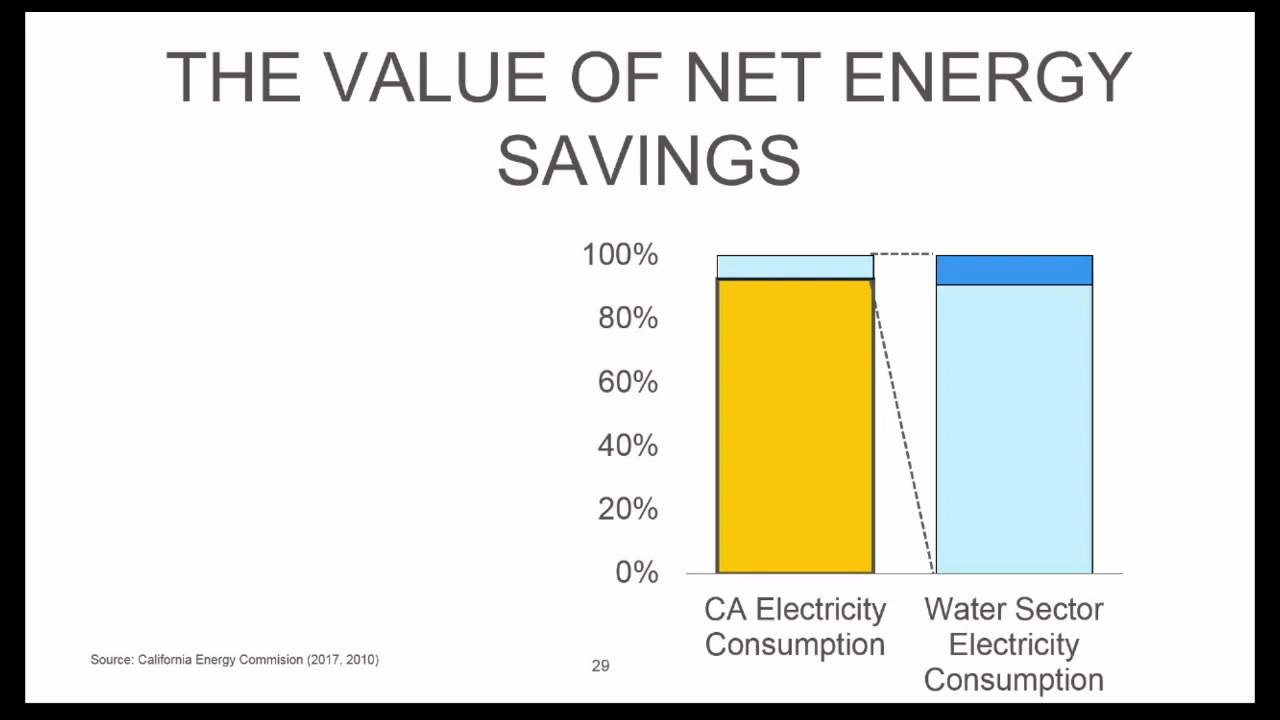 THE VALUE OF NET ENERGY
SAVINGS
100%
80%
60%
40%
20%
0%
CA Electricity
Consumption
Water Sector
Electricity
Consumption
Source: California Energy Commision (2017, 2010)
29